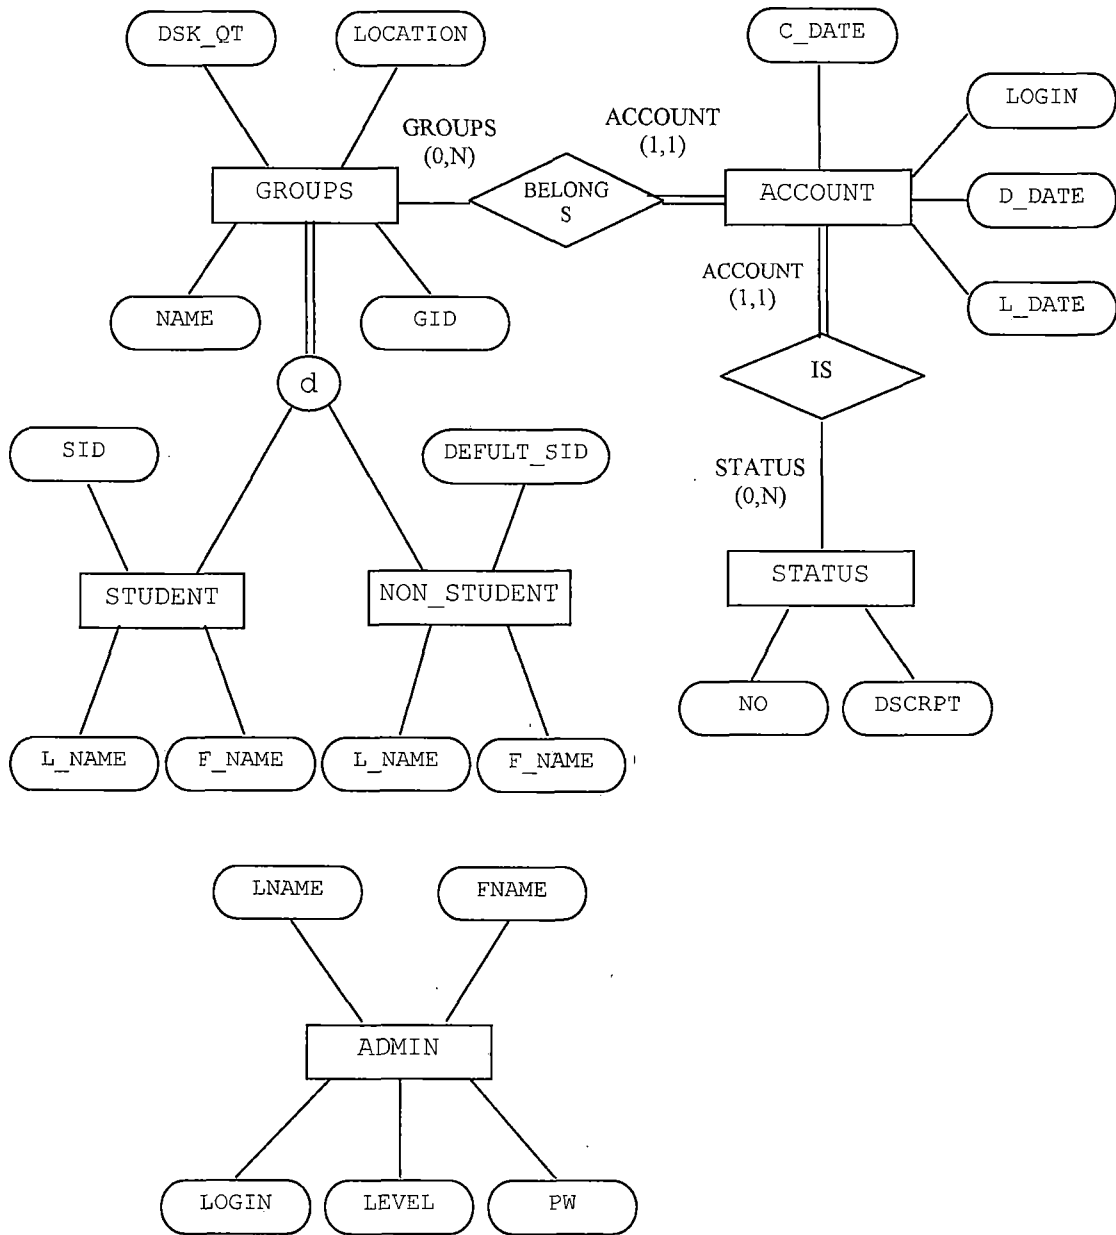 DSK_QT
LOCATION
C_DATE
LOGIN
GROUPS
(0,N)
ACCOUNT
(1,1)
GROUPS
BELONG
S
ACCOUNT
D_DATE
ACCOUNT
(1,1)
L_DATE
NAME
GID
d
IS
SID
DEFULT_SID
STATUS
(0,N)
STUDENT
NON_STUDENT
STATUS
NO
DSCRPT
L_NAME
F_NAME
L_NAME
F_NAME
LNAME
FNAME
ADMIN
LOGIN
LEVEL
PW